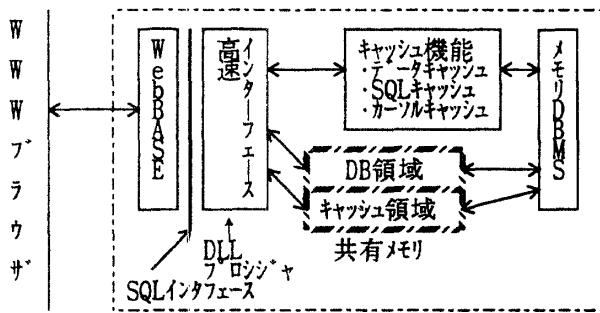 WWWブラウザ
WebBASE
高速
インターフェース
キャッシュ機能
・データキャッシュ
・SQLキャッシュ
・カーソルキャッシュ
メモリDBMS
DB領域
キャッシュ領域
共有メモリ
DLL
プロシジャ
SQLインタフェース